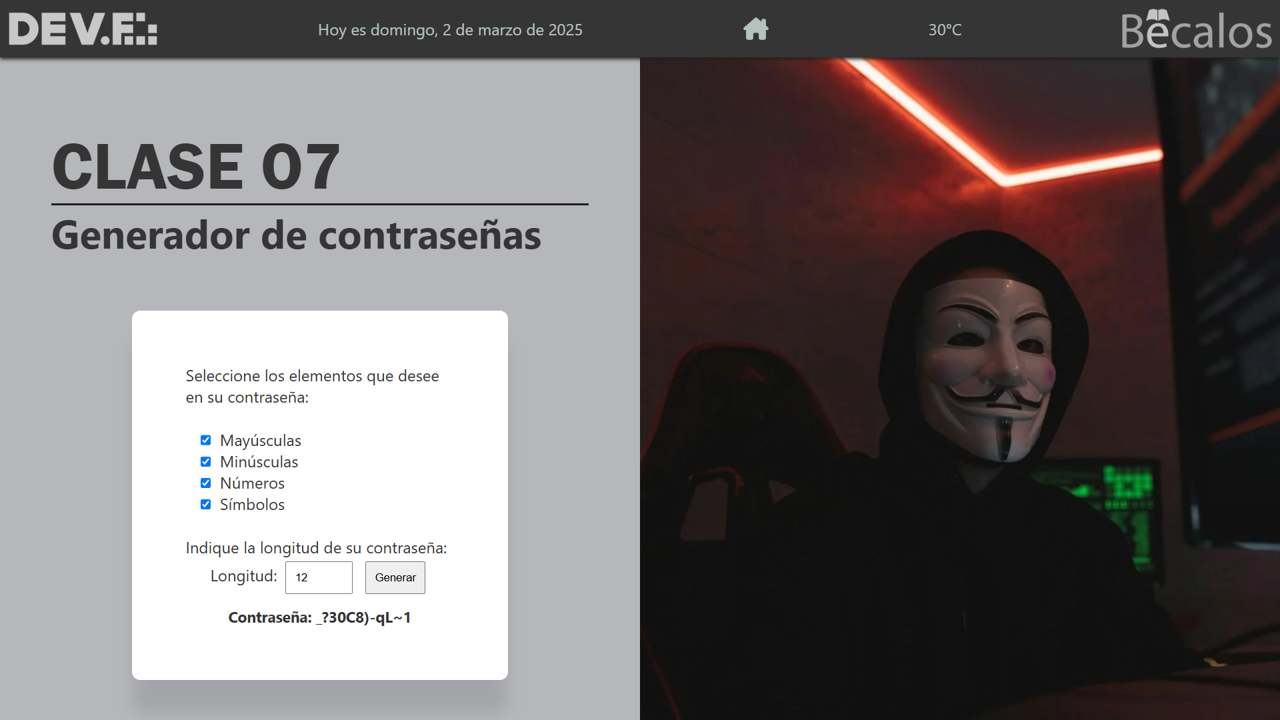 DEV.F.:
Hoy es domingo, 2 de marzo de 2025
30°C
Bécalos
CLASE 07
Generador de contraseñas
Seleccione los elementos que desee
en su contraseña:
Mayúsculas
Minúsculas
Números
Símbolos
Indique la longitud de su contraseña:
Longitud: 12 Generar
Contraseña: _?30C8)-qL~1